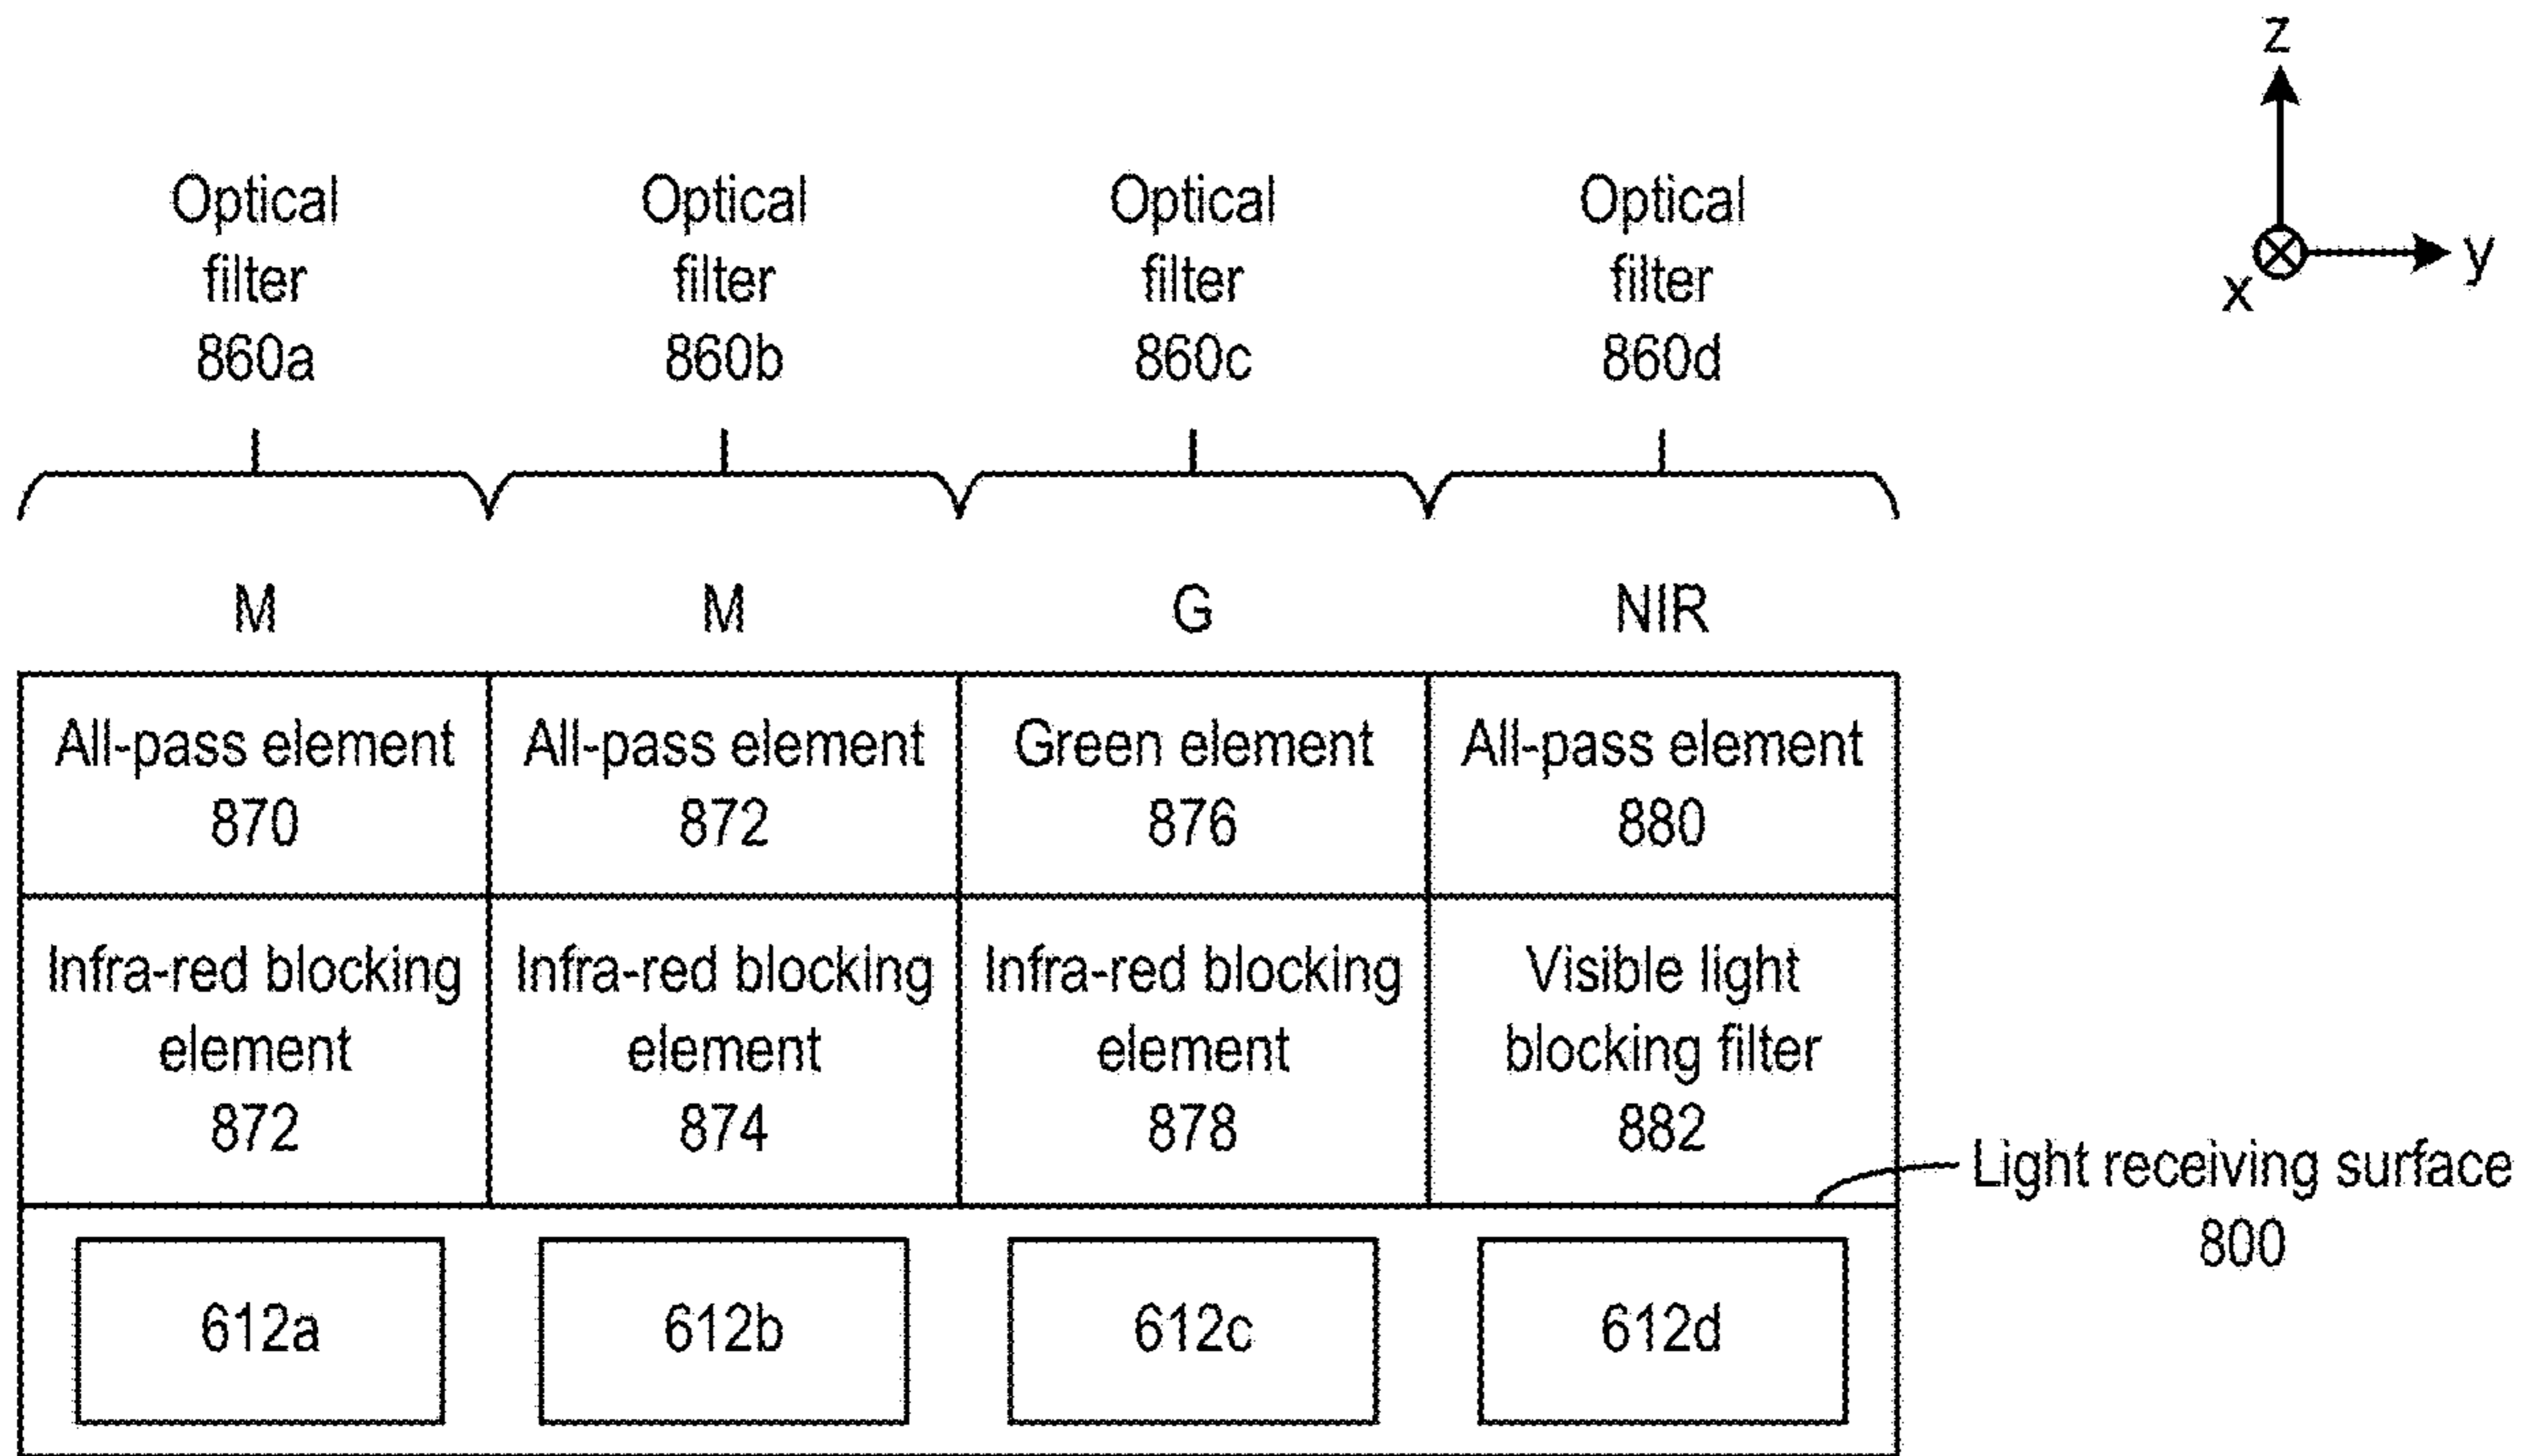 z
y
x
Optical
filter
860a
Optical
filter
860b
Optical
filter
860c
Optical
filter
860d
M
M
G
NIR
All-pass element
870
All-pass element
872
Green element
876
All-pass element
880
Infra-red blocking
element
872
Infra-red blocking
element
874
Infra-red blocking
element
878
Visible light
blocking filter
882
Light receiving surface
800
612a
612b
612c
612d